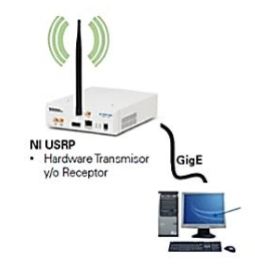 NI USRP
• Hardware Transmisor
y/o Receptor
GigE